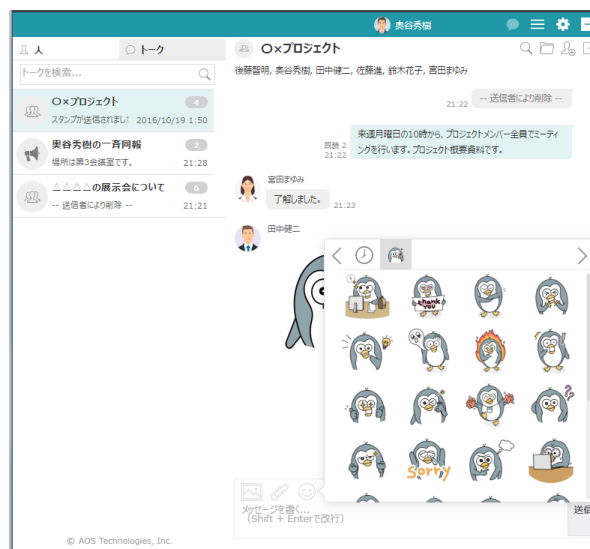 奥谷秀樹
人
トーク
トークを検索...
〇×プロジェクト
4
スタンプが送信されまし
2016/10/19 1:50
奥谷秀樹の一斉同報
2
場所は第3会議室です。
21:28
△△△△の展示会について
6
-- 送信者により削除 --
21:21
© AOS Technologies, Inc.
〇×プロジェクト
後藤智明, 奥谷秀樹, 田中健二, 佐藤進, 鈴木花子, 宮田まゆみ
21:22
-- 送信者により削除 --
既読 2
21:22
来週月曜日の10時から、プロジェクトメンバー全員でミーティ
ングを行います。プロジェクト概要資料です。
宮田まゆみ
了解しました。
21:23
田中健二
thank
YOU
Sorry
メッセージを書く...
(Shift + Enterで改行)
送信